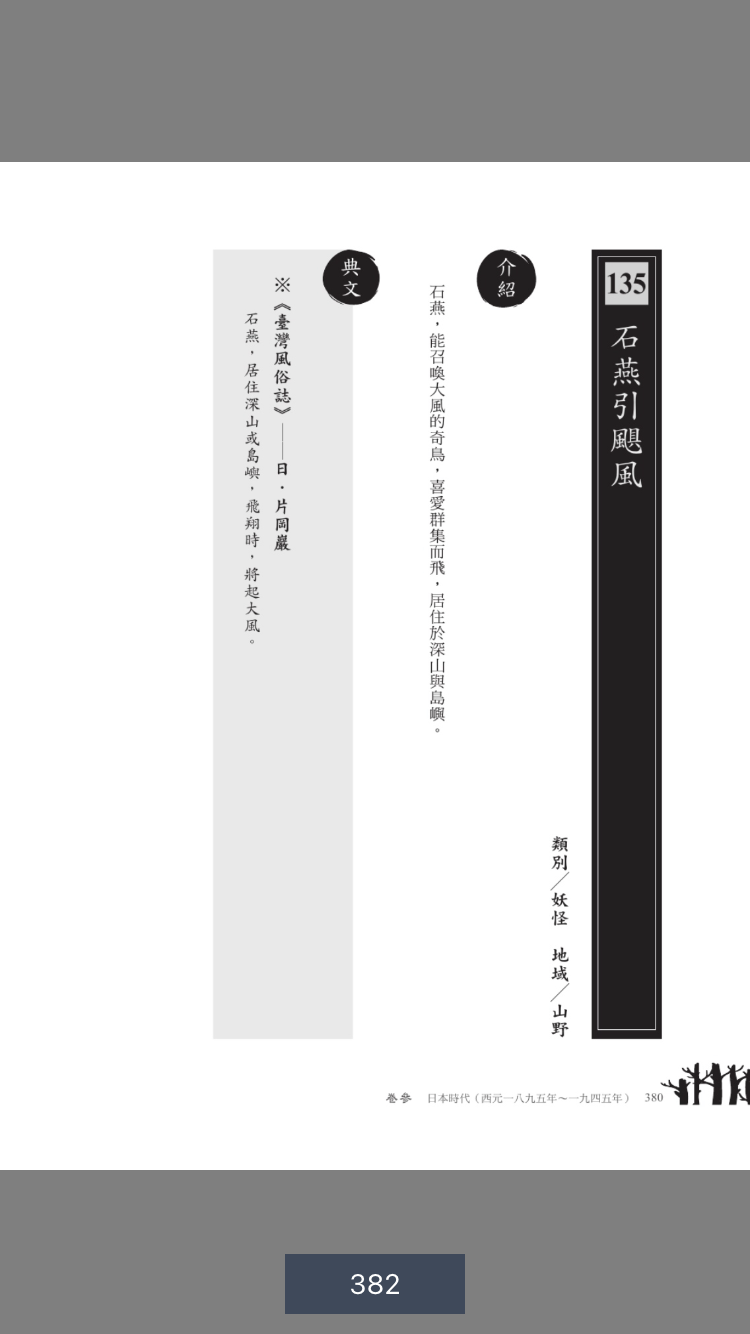 135
石燕引颶風
類別╱妖怪　地域╱山野
介紹
石燕，能召喚大風的奇鳥，喜愛群集而飛，居住於深山與島嶼。
典文
※《臺灣風俗誌》——日．片岡巖
石燕，居住深山或島嶼，飛翔時，將起大風。
卷參　日本時代（西元一八九五年～一九四五年）　380
382